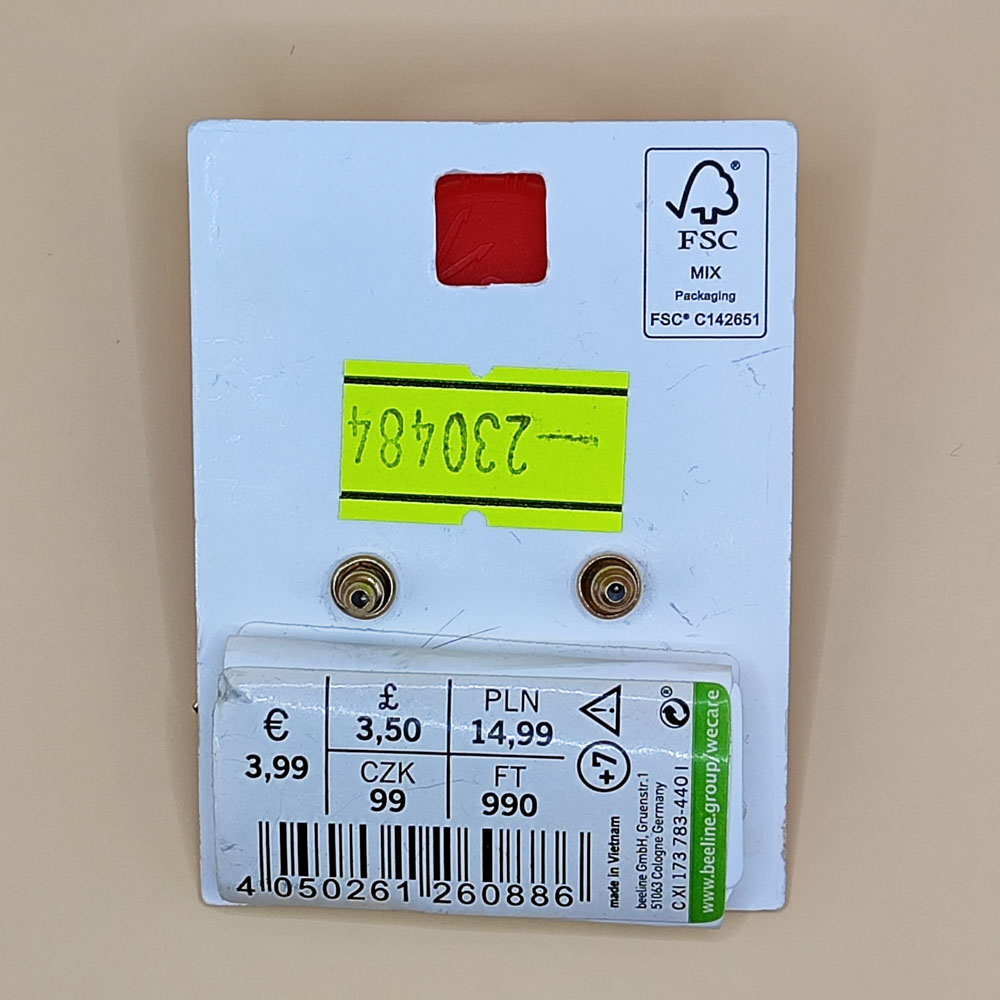 FSC®
MIX
Packaging
FSC® C142651
—230484
€
3,99
£
3,50
PLN
14,99
CZK
99
FT
990
+7
4 050261 260886
made in Vietnam
beeline GmbH, Gruenstr.1
51063 Cologne Germany
C XI 173 783-440 I
www.beeline.group/wecare